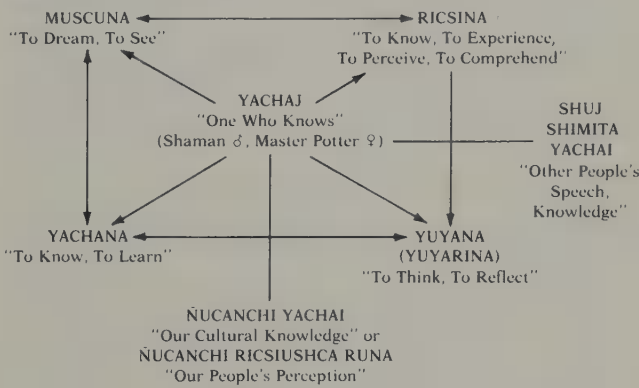 MUSCUNA
"To Dream, To See"
RICSINA
"To Know, To Experience,
To Perceive, To Comprehend"
YACHAJ
"One Who Knows"
(Shaman ♂, Master Potter ♀)
SHUJ
SHIMITA
YACHAI
"Other People's
Speech,
Knowledge"
YACHANA
"To Know, To Learn"
YUYANA
(YUYARINA)
"To Think, To Reflect"
ÑUCANCHI YACHAI
"Our Cultural Knowledge" or
ÑUCANCHI RICSIUSHCA RUNA
"Our People's Perception"